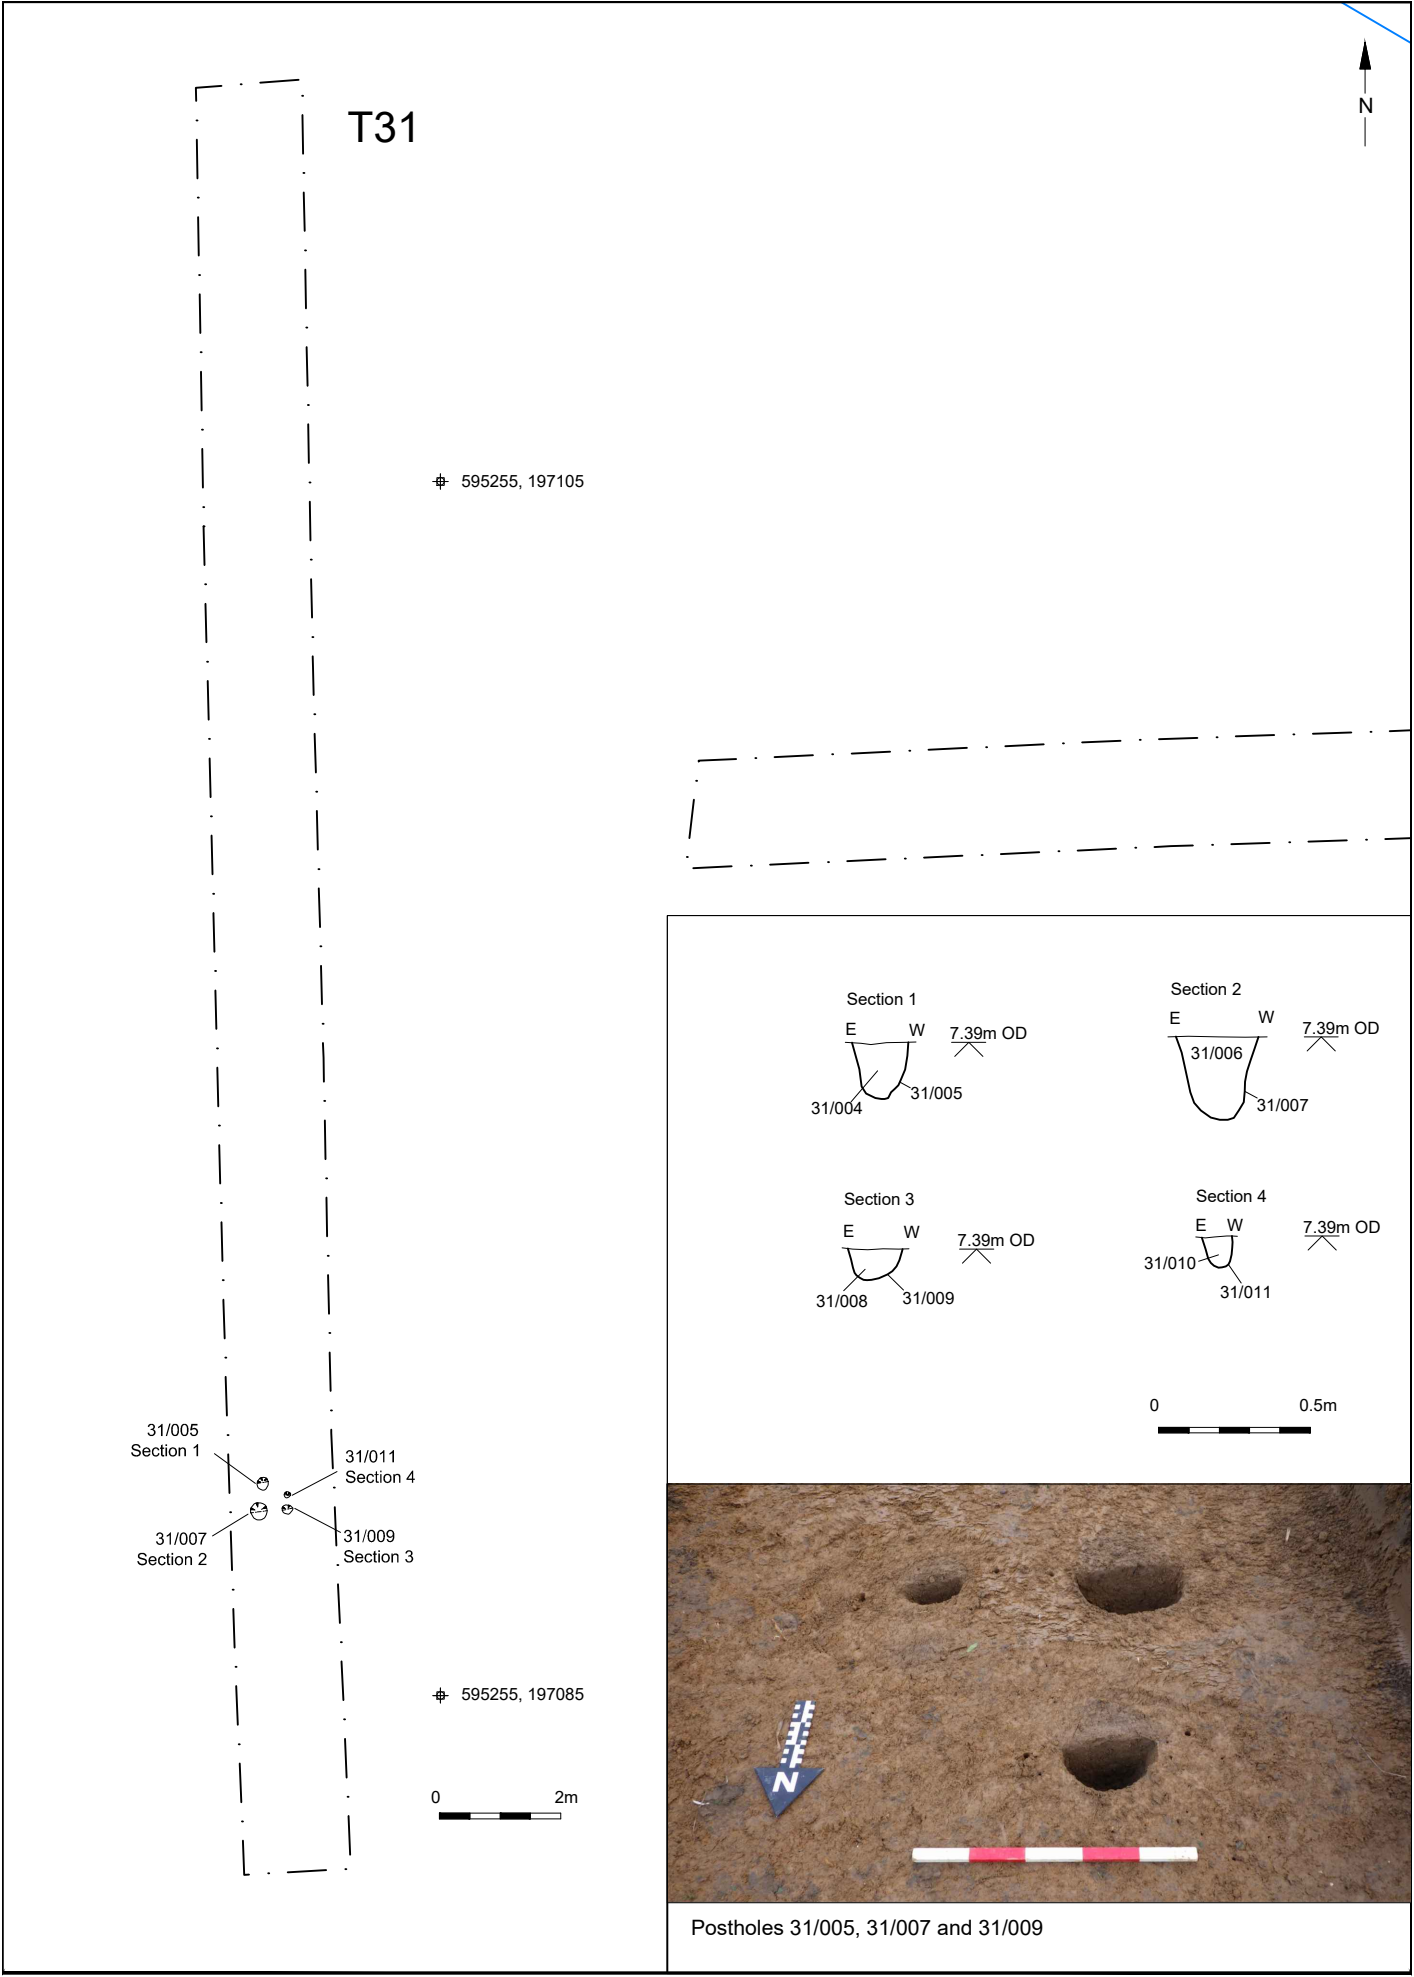 T31
N
595255, 197105
Section 1
E W 7.39m OD
31/004
31/005
Section 2
E W 7.39m OD
31/006
31/007
Section 3
E W 7.39m OD
31/008
31/009
Section 4
E W 7.39m OD
31/010
31/011
0 0.5m
31/005
Section 1
31/011
Section 4
31/007
Section 2
31/009
Section 3
595255, 197085
0 2m
N
Postholes 31/005, 31/007 and 31/009